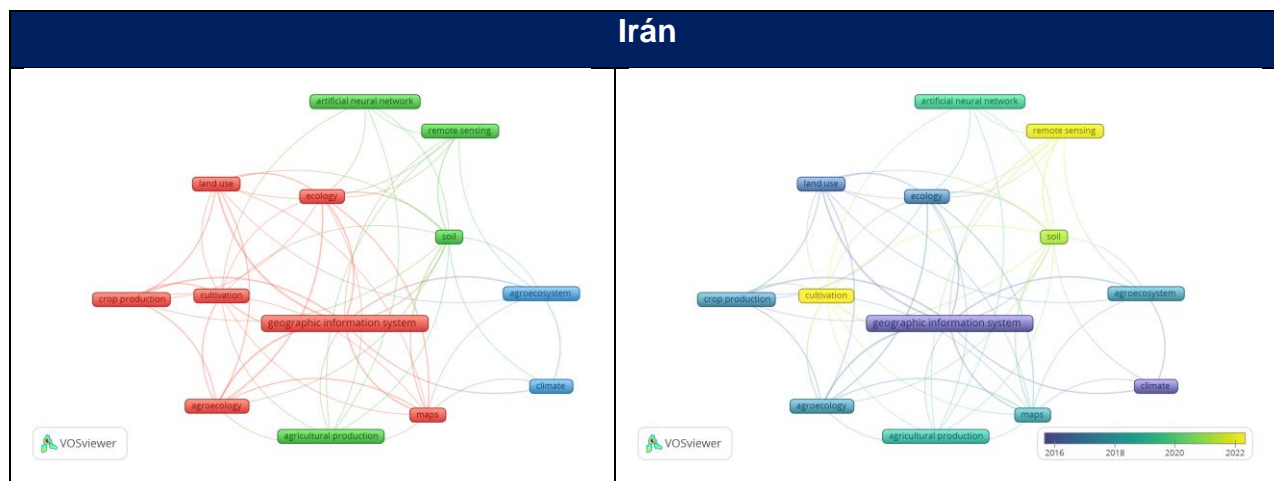 Irán
artificial neural network
remote sensing
land use
ecology
soil
agroecosystem
crop production
cultivation
geographic information system
climate
agroecology
maps
agricultural production
VOSviewer
artificial neural network
remote sensing
land use
ecology
soil
agroecosystem
crop production
cultivation
geographic information system
climate
agroecology
maps
agricultural production
VOSviewer
2016 2018 2020 2022